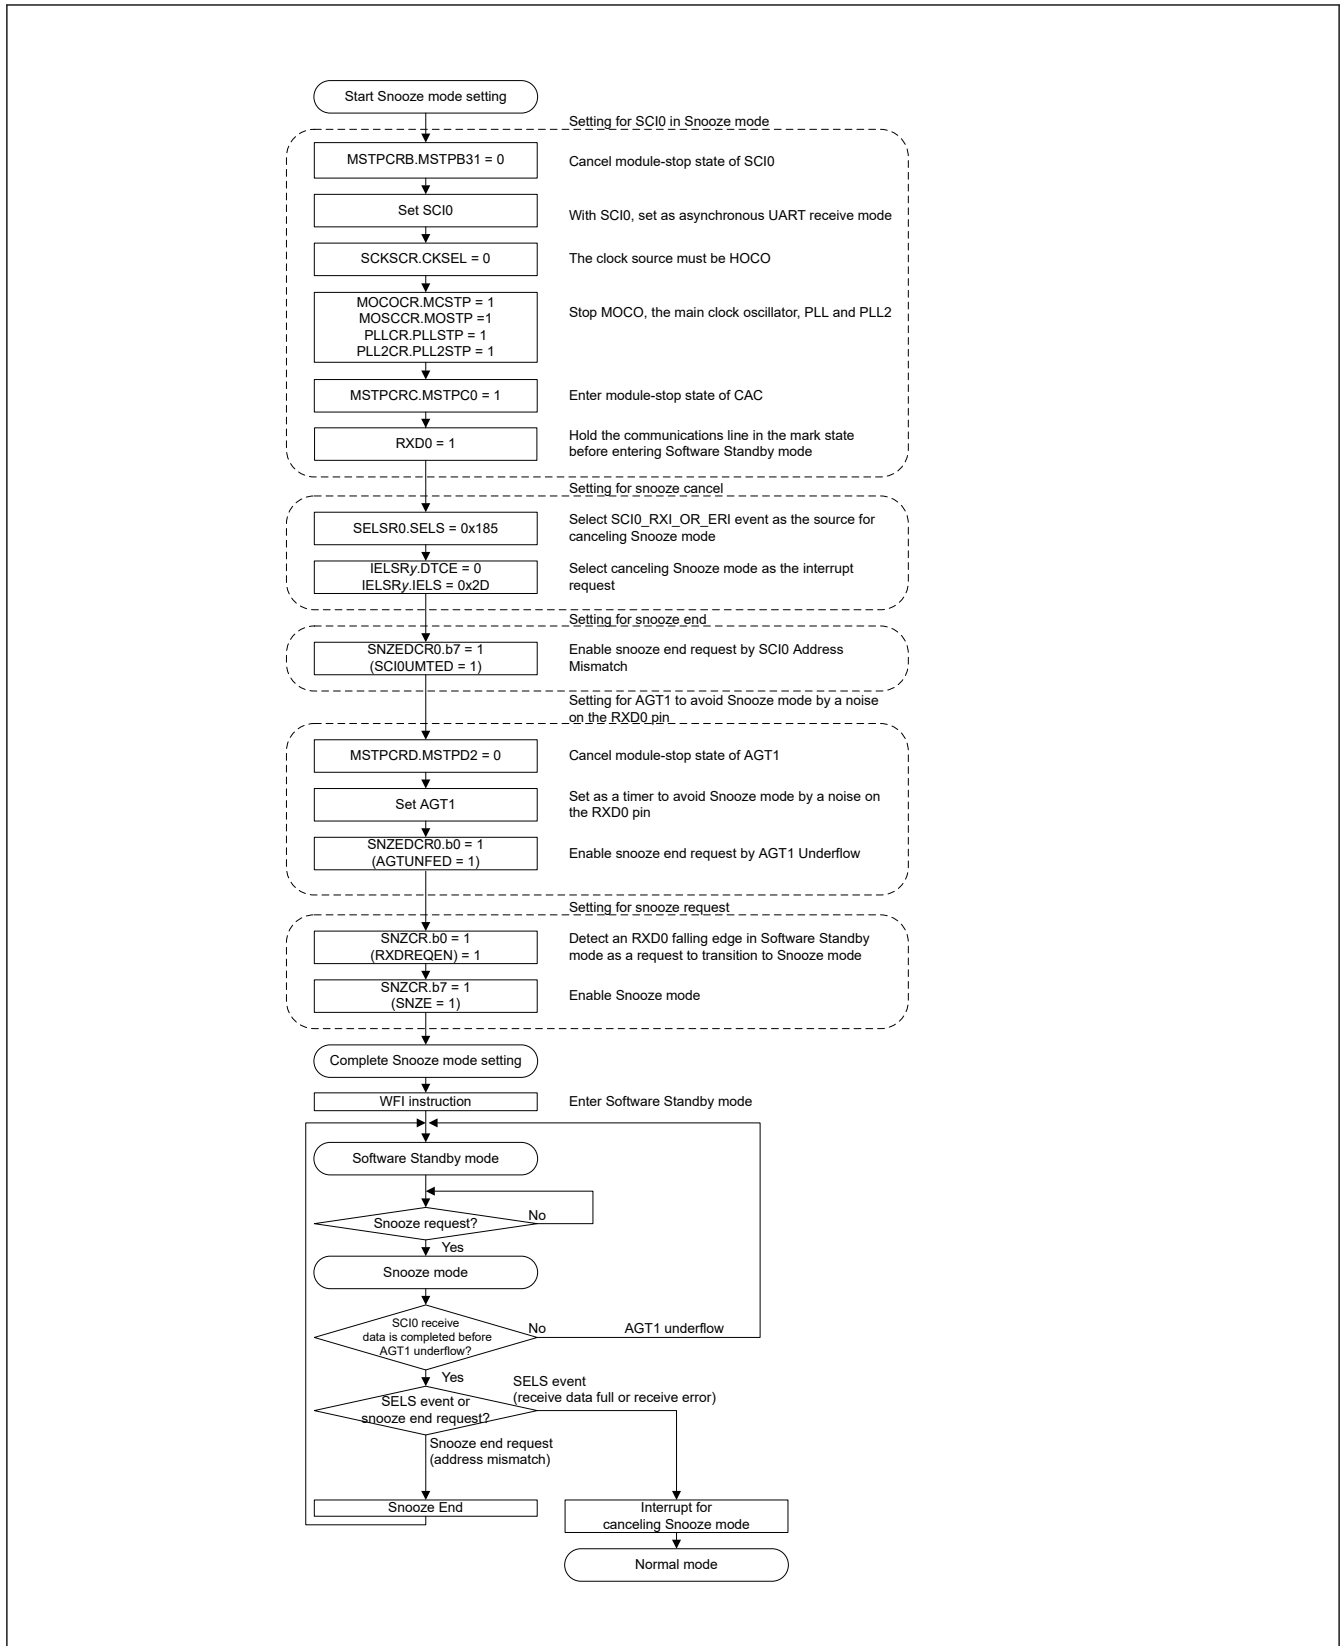 Start Snooze mode setting
Setting for SCI0 in Snooze mode
MSTPCRB.MSTPB31 = 0
Cancel module-stop state of SCI0
Set SCI0
With SCI0, set as asynchronous UART receive mode
SCKSCR.CKSEL = 0
The clock source must be HOCO
MOCOCR.MCSTP = 1
MOSCCR.MOSTP =1
PLLCR.PLLSTP = 1
PLL2CR.PLL2STP = 1
Stop MOCO, the main clock oscillator, PLL and PLL2
MSTPCRC.MSTPC0 = 1
Enter module-stop state of CAC
RXD0 = 1
Hold the communications line in the mark state
before entering Software Standby mode
Setting for snooze cancel
SELSR0.SELS = 0x185
Select SCI0_RXI_OR_ERI event as the source for
canceling Snooze mode
IELSRy.DTCE = 0
IELSRy.IELS = 0x2D
Select canceling Snooze mode as the interrupt
request
Setting for snooze end
SNZEDCR0.b7 = 1
(SCI0UMTED = 1)
Enable snooze end request by SCI0 Address
Mismatch
Setting for AGT1 to avoid Snooze mode by a noise
on the RXD0 pin
MSTPCRD.MSTPD2 = 0
Cancel module-stop state of AGT1
Set AGT1
Set as a timer to avoid Snooze mode by a noise on
the RXD0 pin
SNZEDCR0.b0 = 1
(AGTUNFED = 1)
Enable snooze end request by AGT1 Underflow
Setting for snooze request
SNZCR.b0 = 1
(RXDREQEN) = 1
Detect an RXD0 falling edge in Software Standby
mode as a request to transition to Snooze mode
SNZCR.b7 = 1
(SNZE = 1)
Enable Snooze mode
Complete Snooze mode setting
WFI instruction
Enter Software Standby mode
Software Standby mode
Snooze request?
No
Yes
Snooze mode
SCI0 receive
data is completed before
AGT1 underflow?
No
AGT1 underflow
Yes
SELS event or
snooze end request?
SELS event
(receive data full or receive error)
Snooze end request
(address mismatch)
Snooze End
Interrupt for
canceling Snooze mode
Normal mode